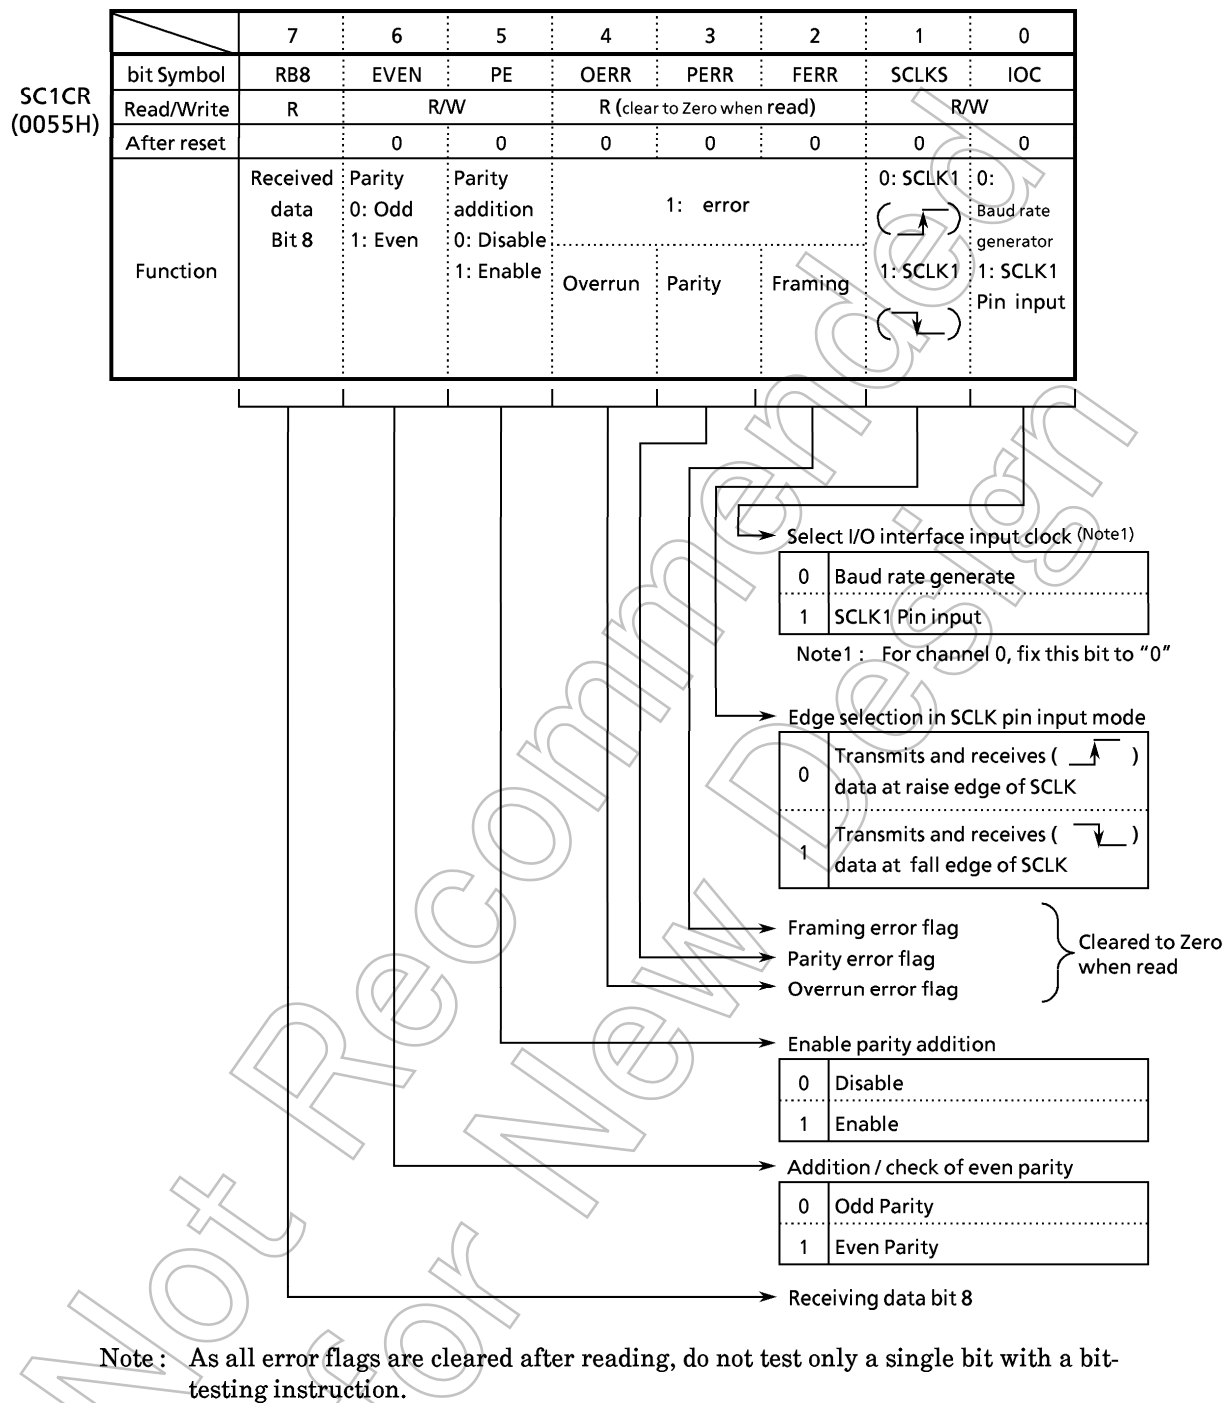 7 6 5 4 3 2 1 0
bit Symbol RB8 EVEN PE OERR PERR FERR SCLKS IOC
SC1CR
(0055H)
Read/Write R R/W R (clear to Zero when read) R/W
After reset 0 0 0 0 0 0 0
Function
Received
data
Bit 8
Parity
0: Odd
1: Even
Parity
addition
0: Disable
1: Enable
1: error
Overrun
Parity
Framing
0: SCLK1
( )
1: SCLK1
( )
0:
Baud rate
generator
1: SCLK1
Pin input
Select I/O interface input clock (Note1)
0 Baud rate generate
1 SCLK1 Pin input
Note1 : For channel 0, fix this bit to “0”
Edge selection in SCLK pin input mode
0 Transmits and receives ( )
data at raise edge of SCLK
1 Transmits and receives ( )
data at fall edge of SCLK
Framing error flag
Parity error flag
Overrun error flag
Cleared to Zero
when read
Enable parity addition
0 Disable
1 Enable
Addition / check of even parity
0 Odd Parity
1 Even Parity
Receiving data bit 8
Note : As all error flags are cleared after reading, do not test only a single bit with a bit-
testing instruction.
Not Recommended
for New Design